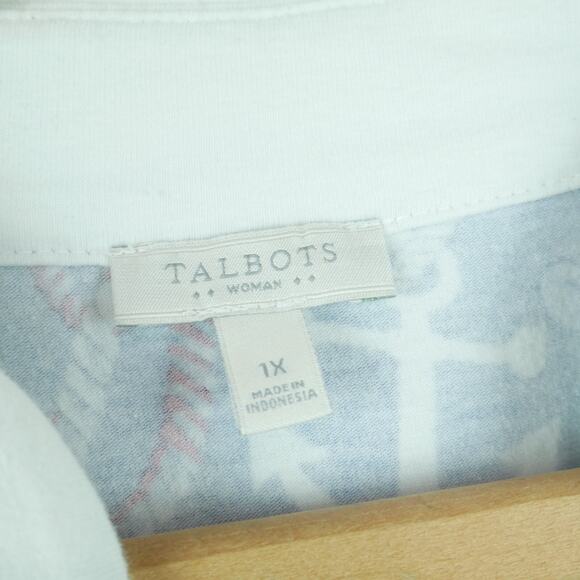 TALBOTS
WOMAN
1X
MADE IN
INDONESIA